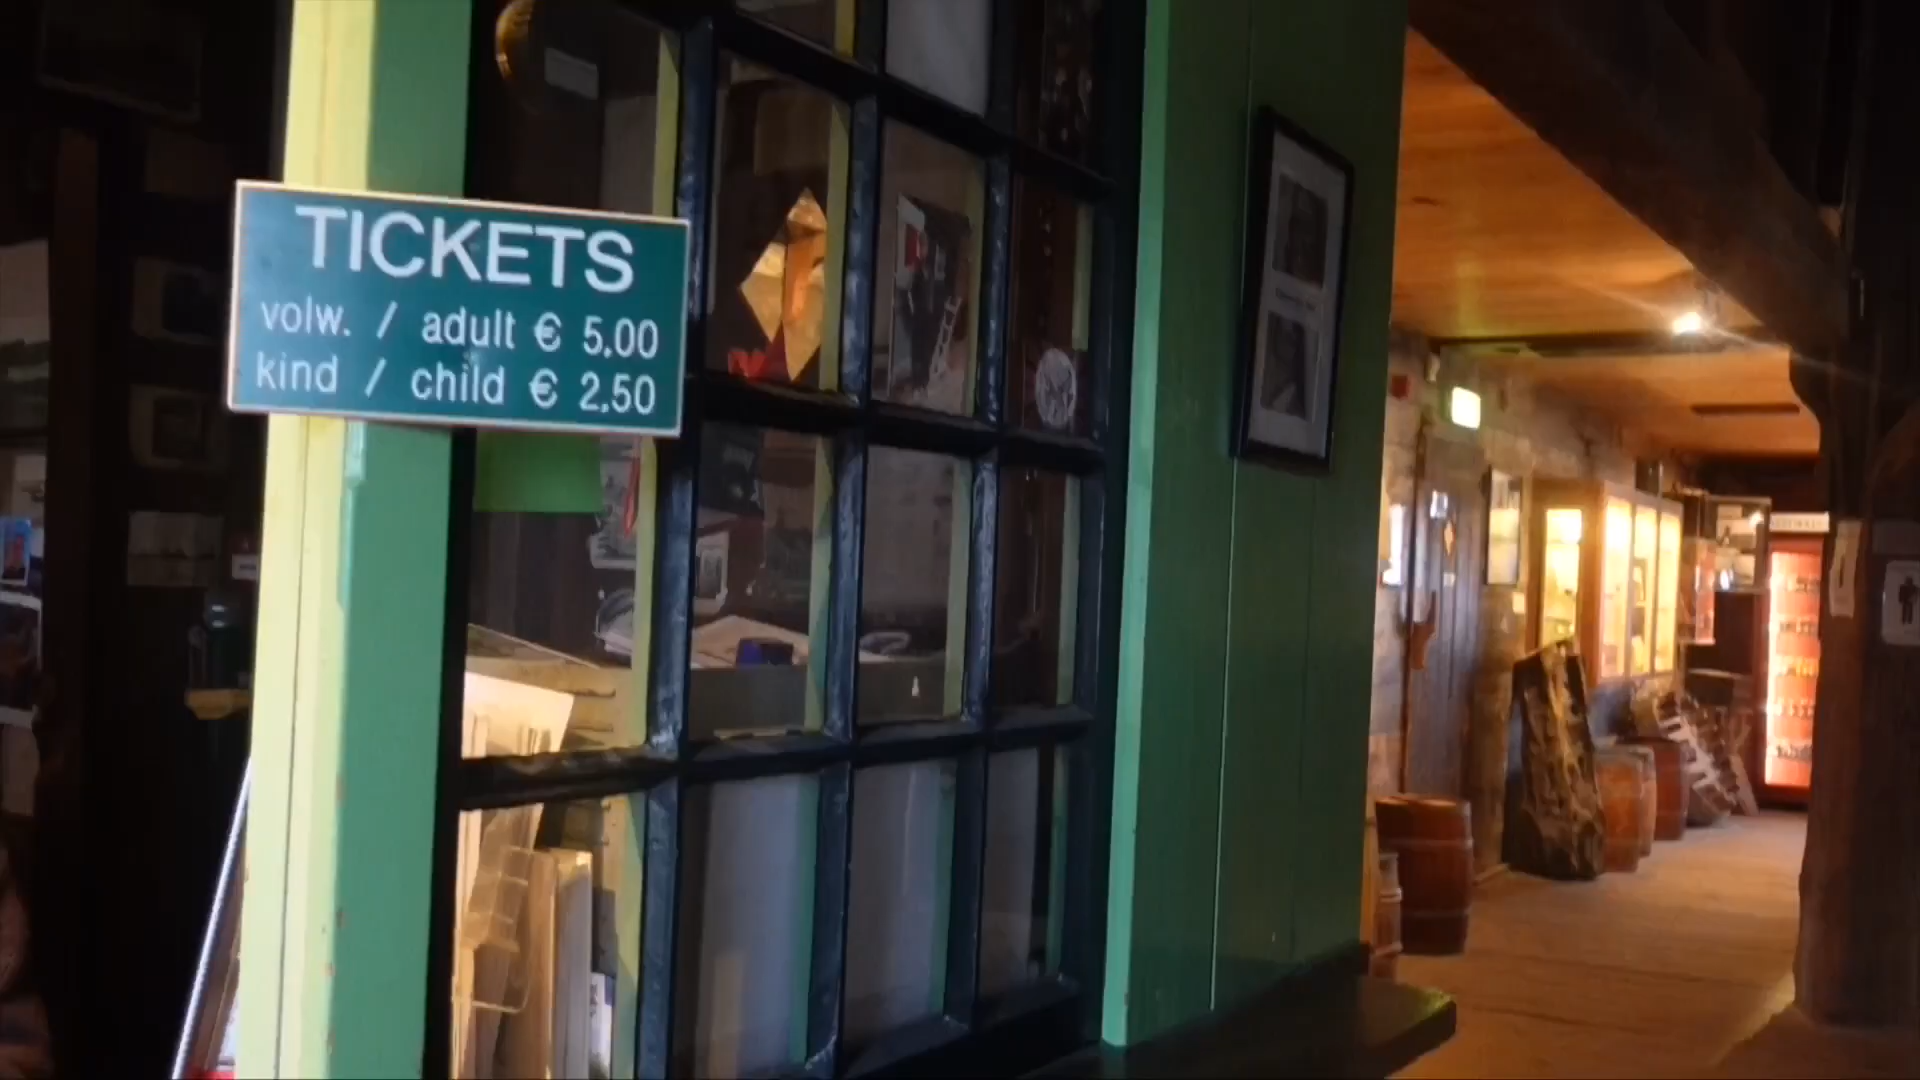 TICKETS
volw. / adult € 5.00
kind / child € 2.50